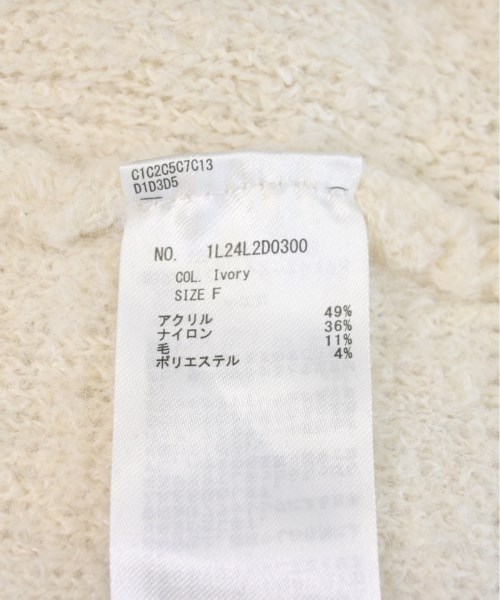 C1C2C5C7C13
D1D3D5
NO. 1L24L2D0300
COL. Ivory
SIZE F
アクリル 49%
ナイロン 36%
毛 11%
ポリエステル 4%